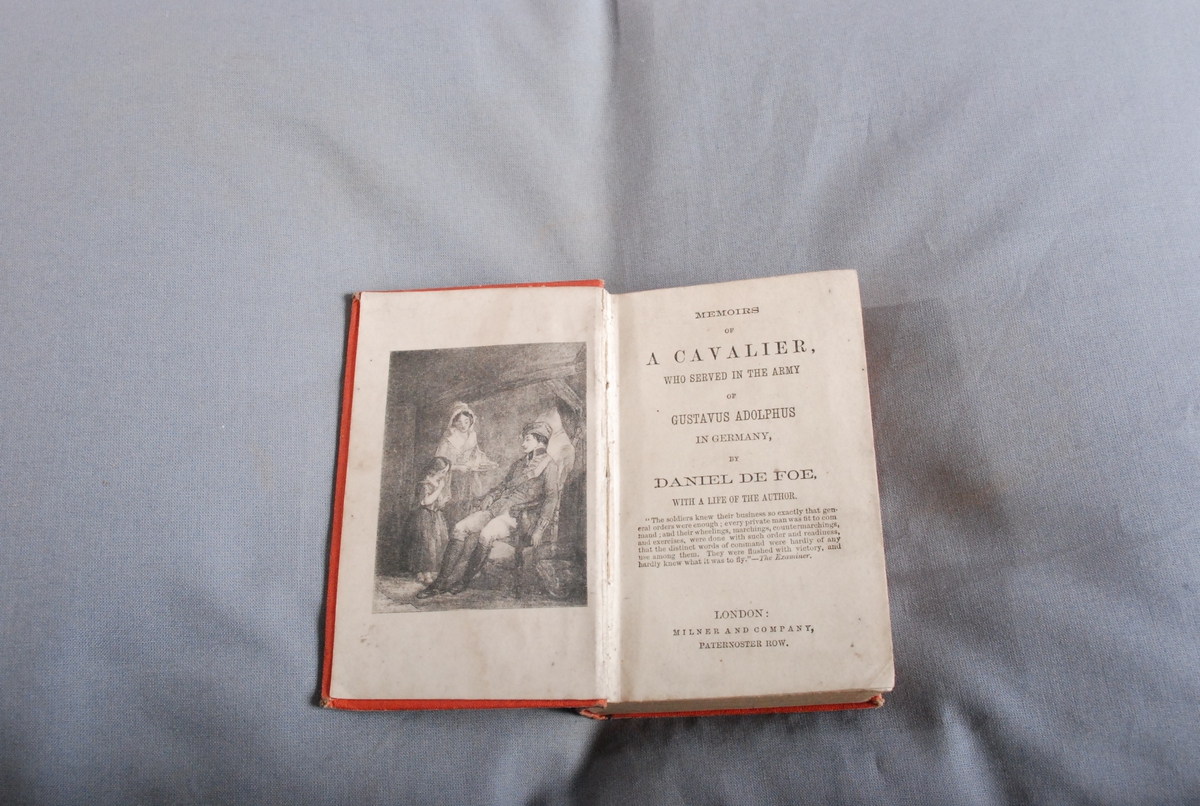 MEMOIRS
OF
A CAVALIER,
WHO SERVED IN THE ARMY
OF
GUSTAVUS ADOLPHUS
IN GERMANY,
BY
DANIEL DE FOE.
WITH A LIFE OF THE AUTHOR.
"The soldiers knew their business so exactly that gen-
eral orders were enough; every private man was fit to com
mand; and their wheelings, marchings, countermarchings,
and exercises, were done with such order and readiness,
that the distinct words of command were hardly of any
use among them. They were flushed with victory, and
hardly knew what it was to fly."—The Examiner.
LONDON:
MILNER AND COMPANY,
PATERNOSTER ROW.